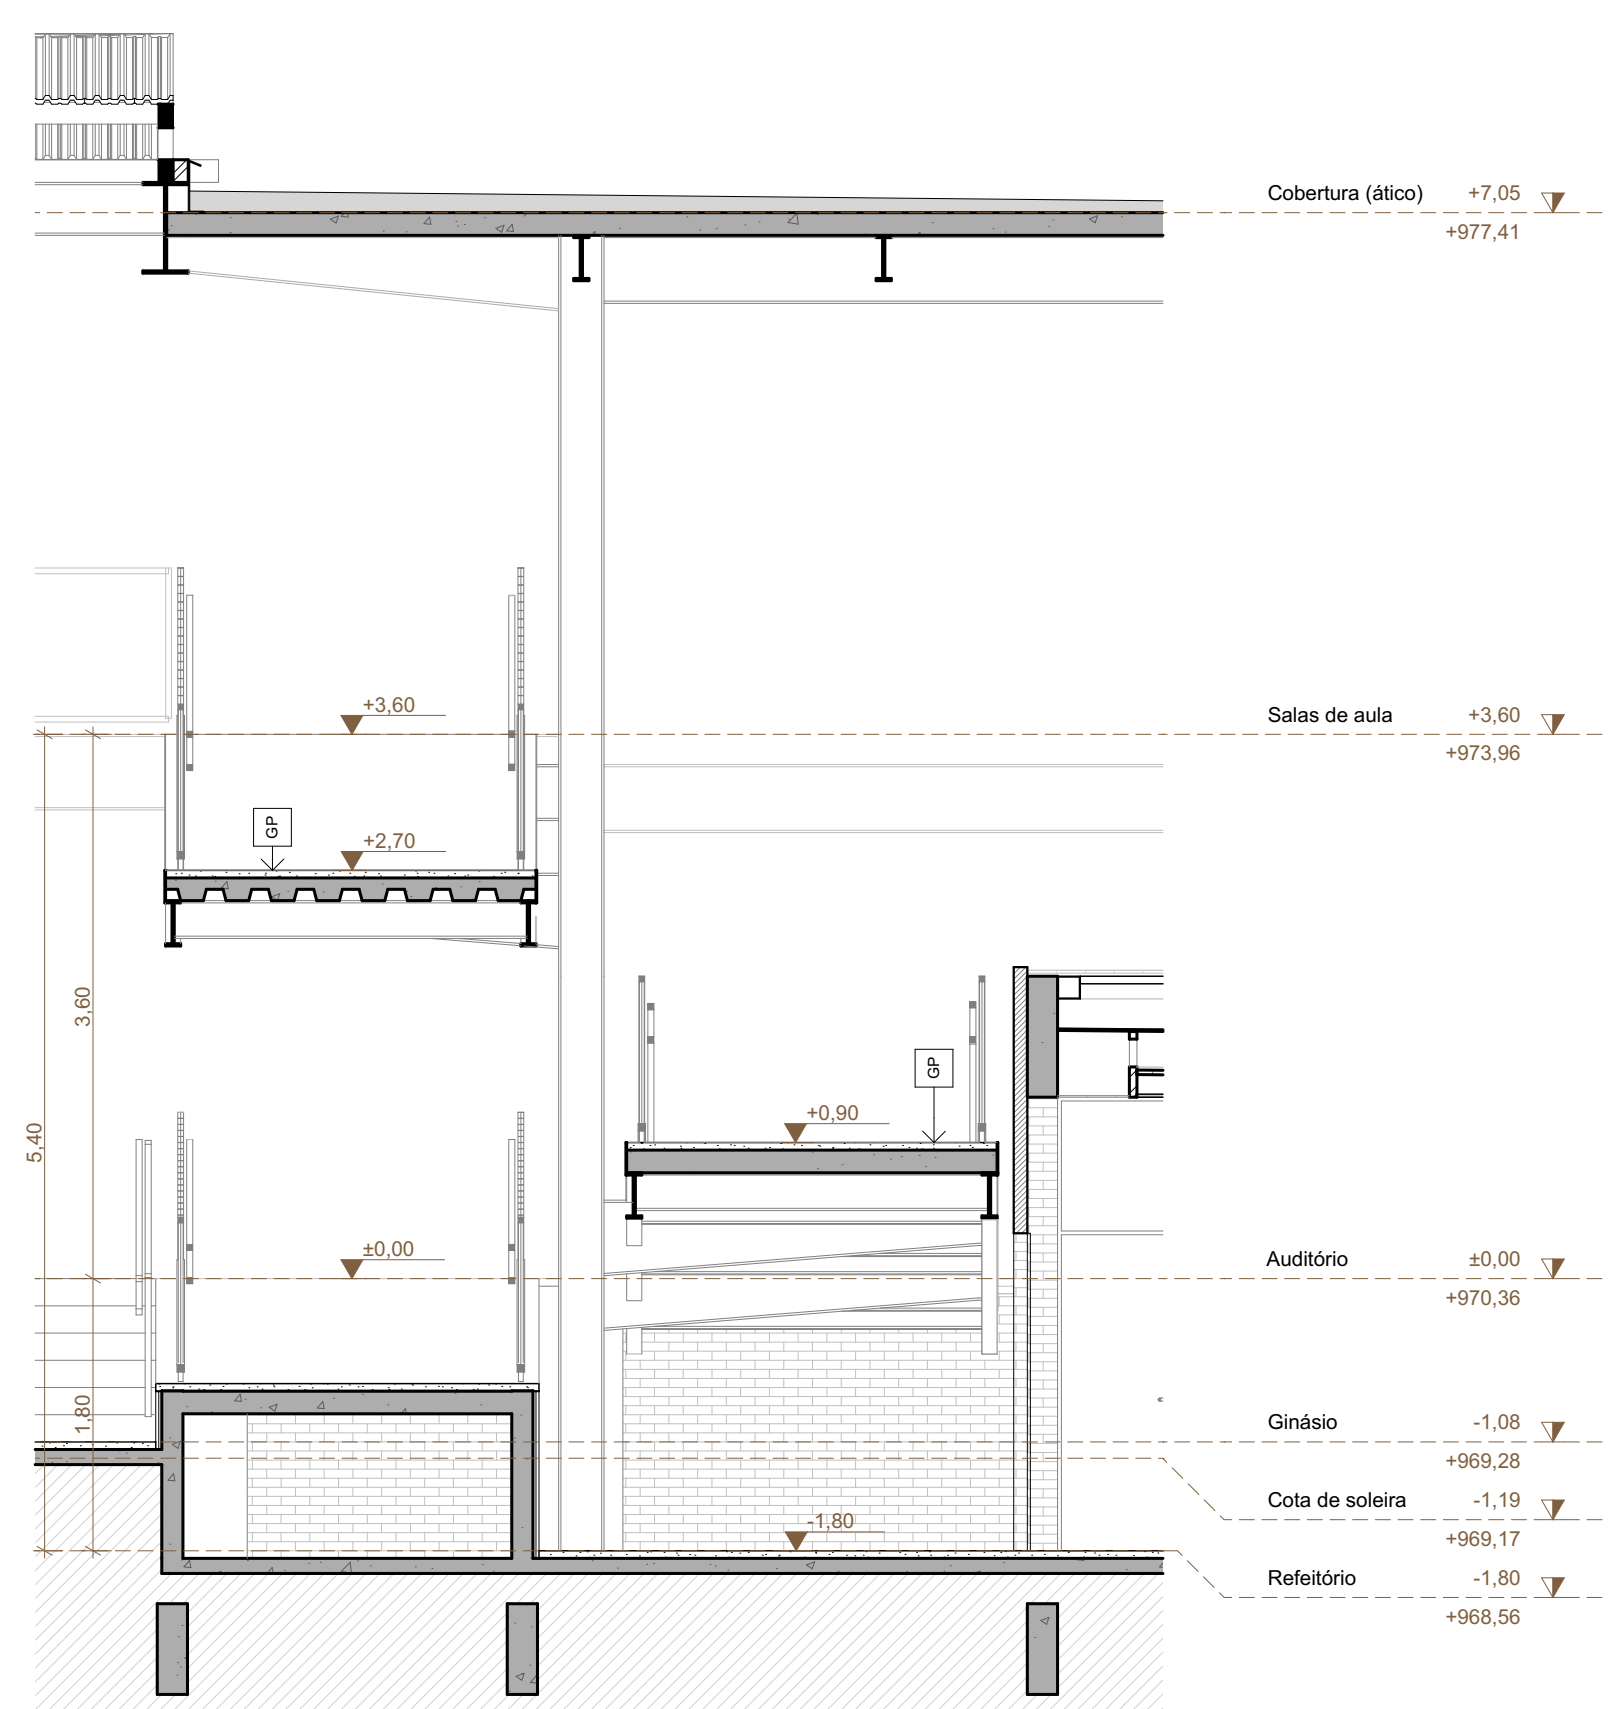 Cobertura (ático) +7,05
+977,41
+3,60
Salas de aula +3,60
+973,96
GP
+2,70
3,60
GP
+0,90
5,40
±0,00
Auditório ±0,00
+970,36
1,80
Ginásio -1,08
+969,28
Cota de soleira -1,19
-1,80
+969,17
Refeitório -1,80
+968,56